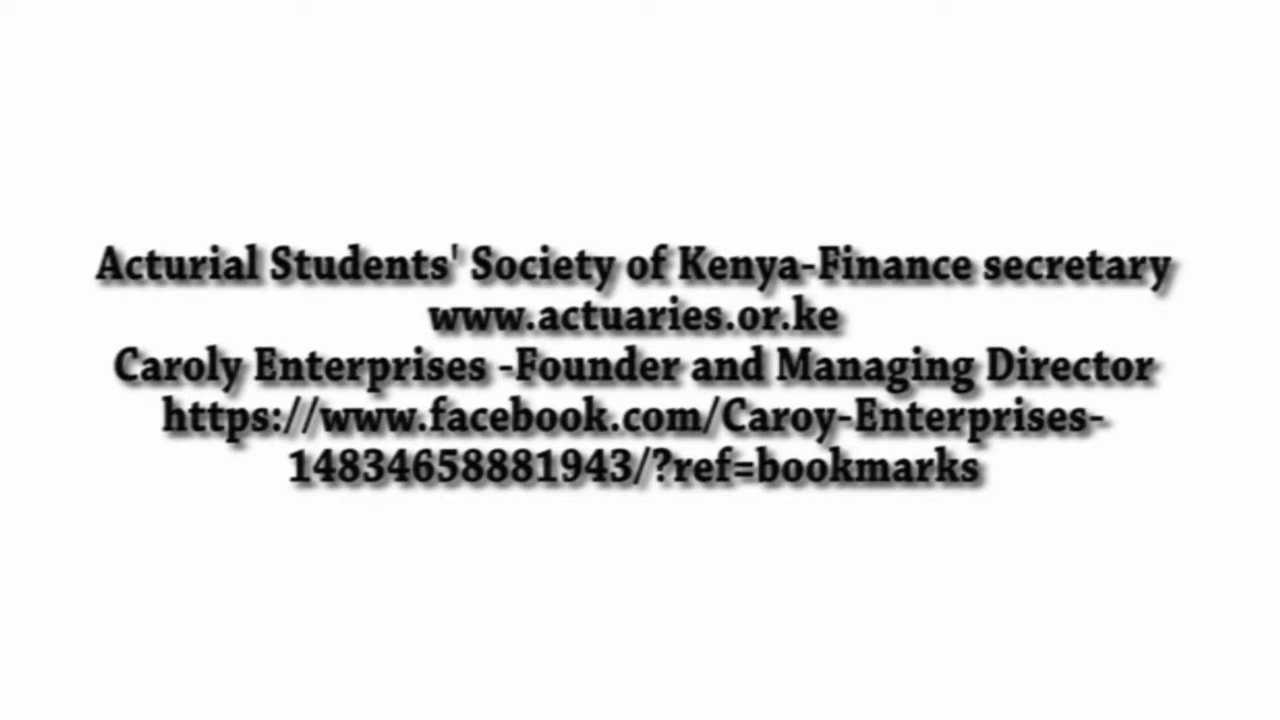 Acturial Students' Society of Kenya-Finance secretary
www.actuaries.or.ke
Caroly Enterprises -Founder and Managing Director
https://www.facebook.com/Caroy-Enterprises-
14834658881943/?ref=bookmarks